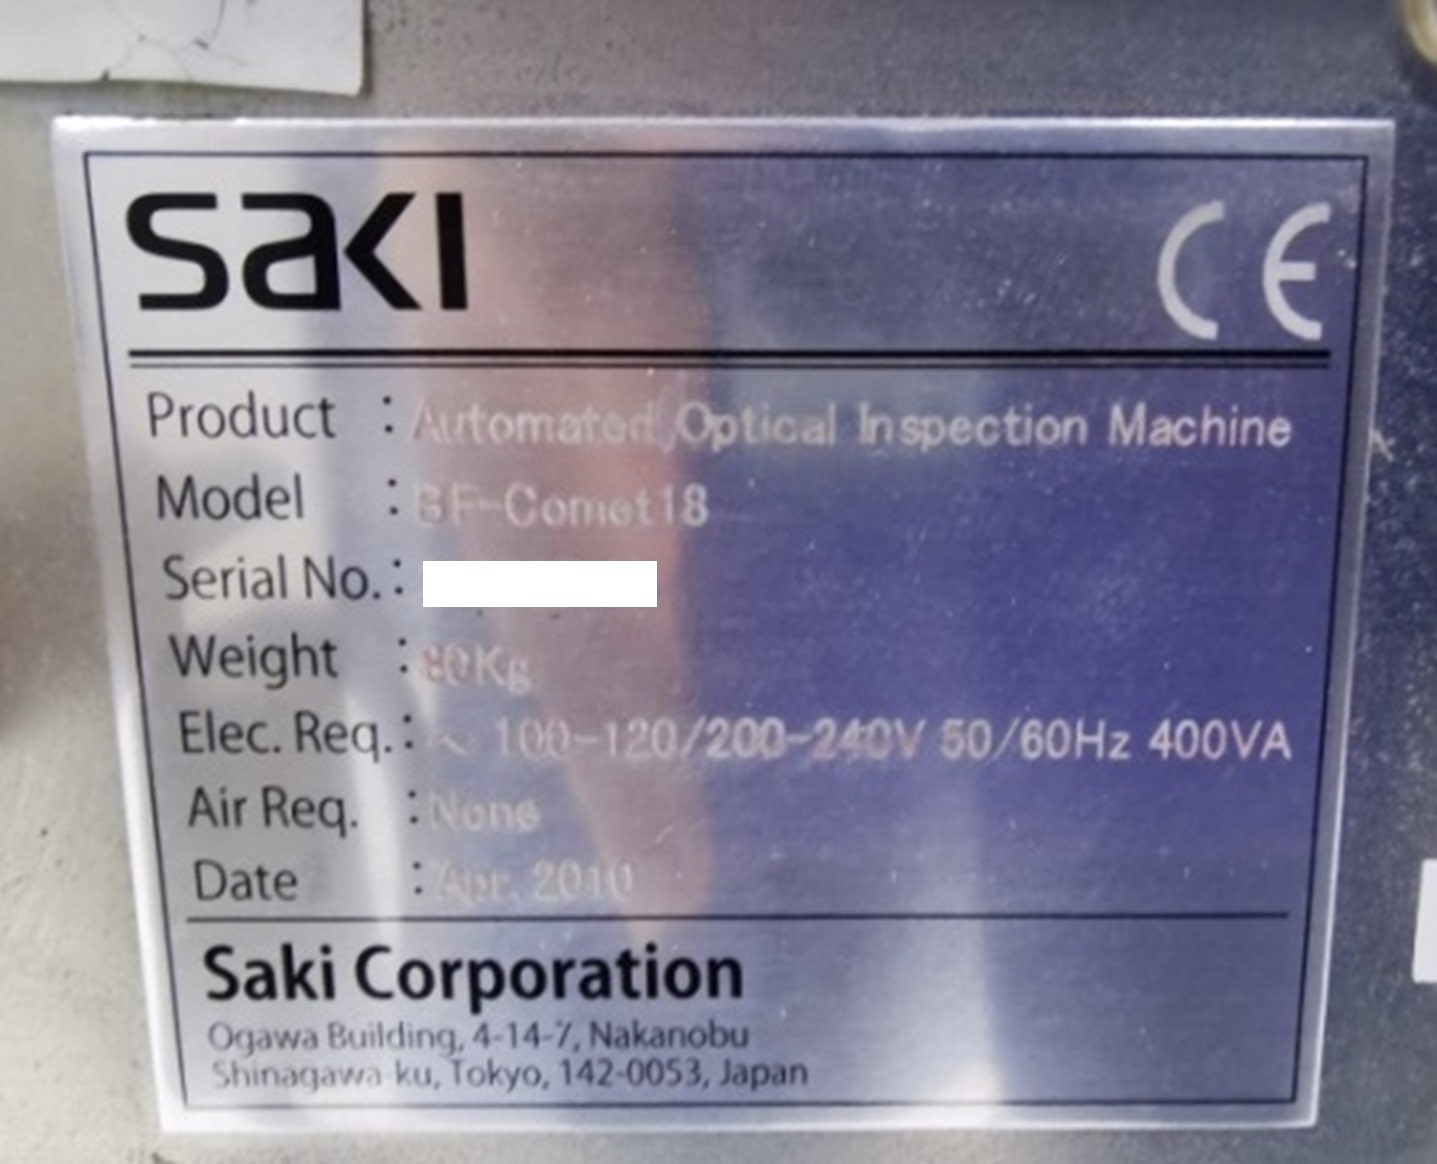 saki CE
Product : Automated Optical Inspection Machine
Model : BF-Comet18
Serial No. :
Weight : 80Kg
Elec. Req. : ~ 100-120/200-240V 50/60Hz 400VA
Air Req. : None
Date : Apr. 2010
Saki Corporation
Ogawa Building, 4-14-7, Nakanobu
Shinagawa-ku, Tokyo, 142-0053, Japan